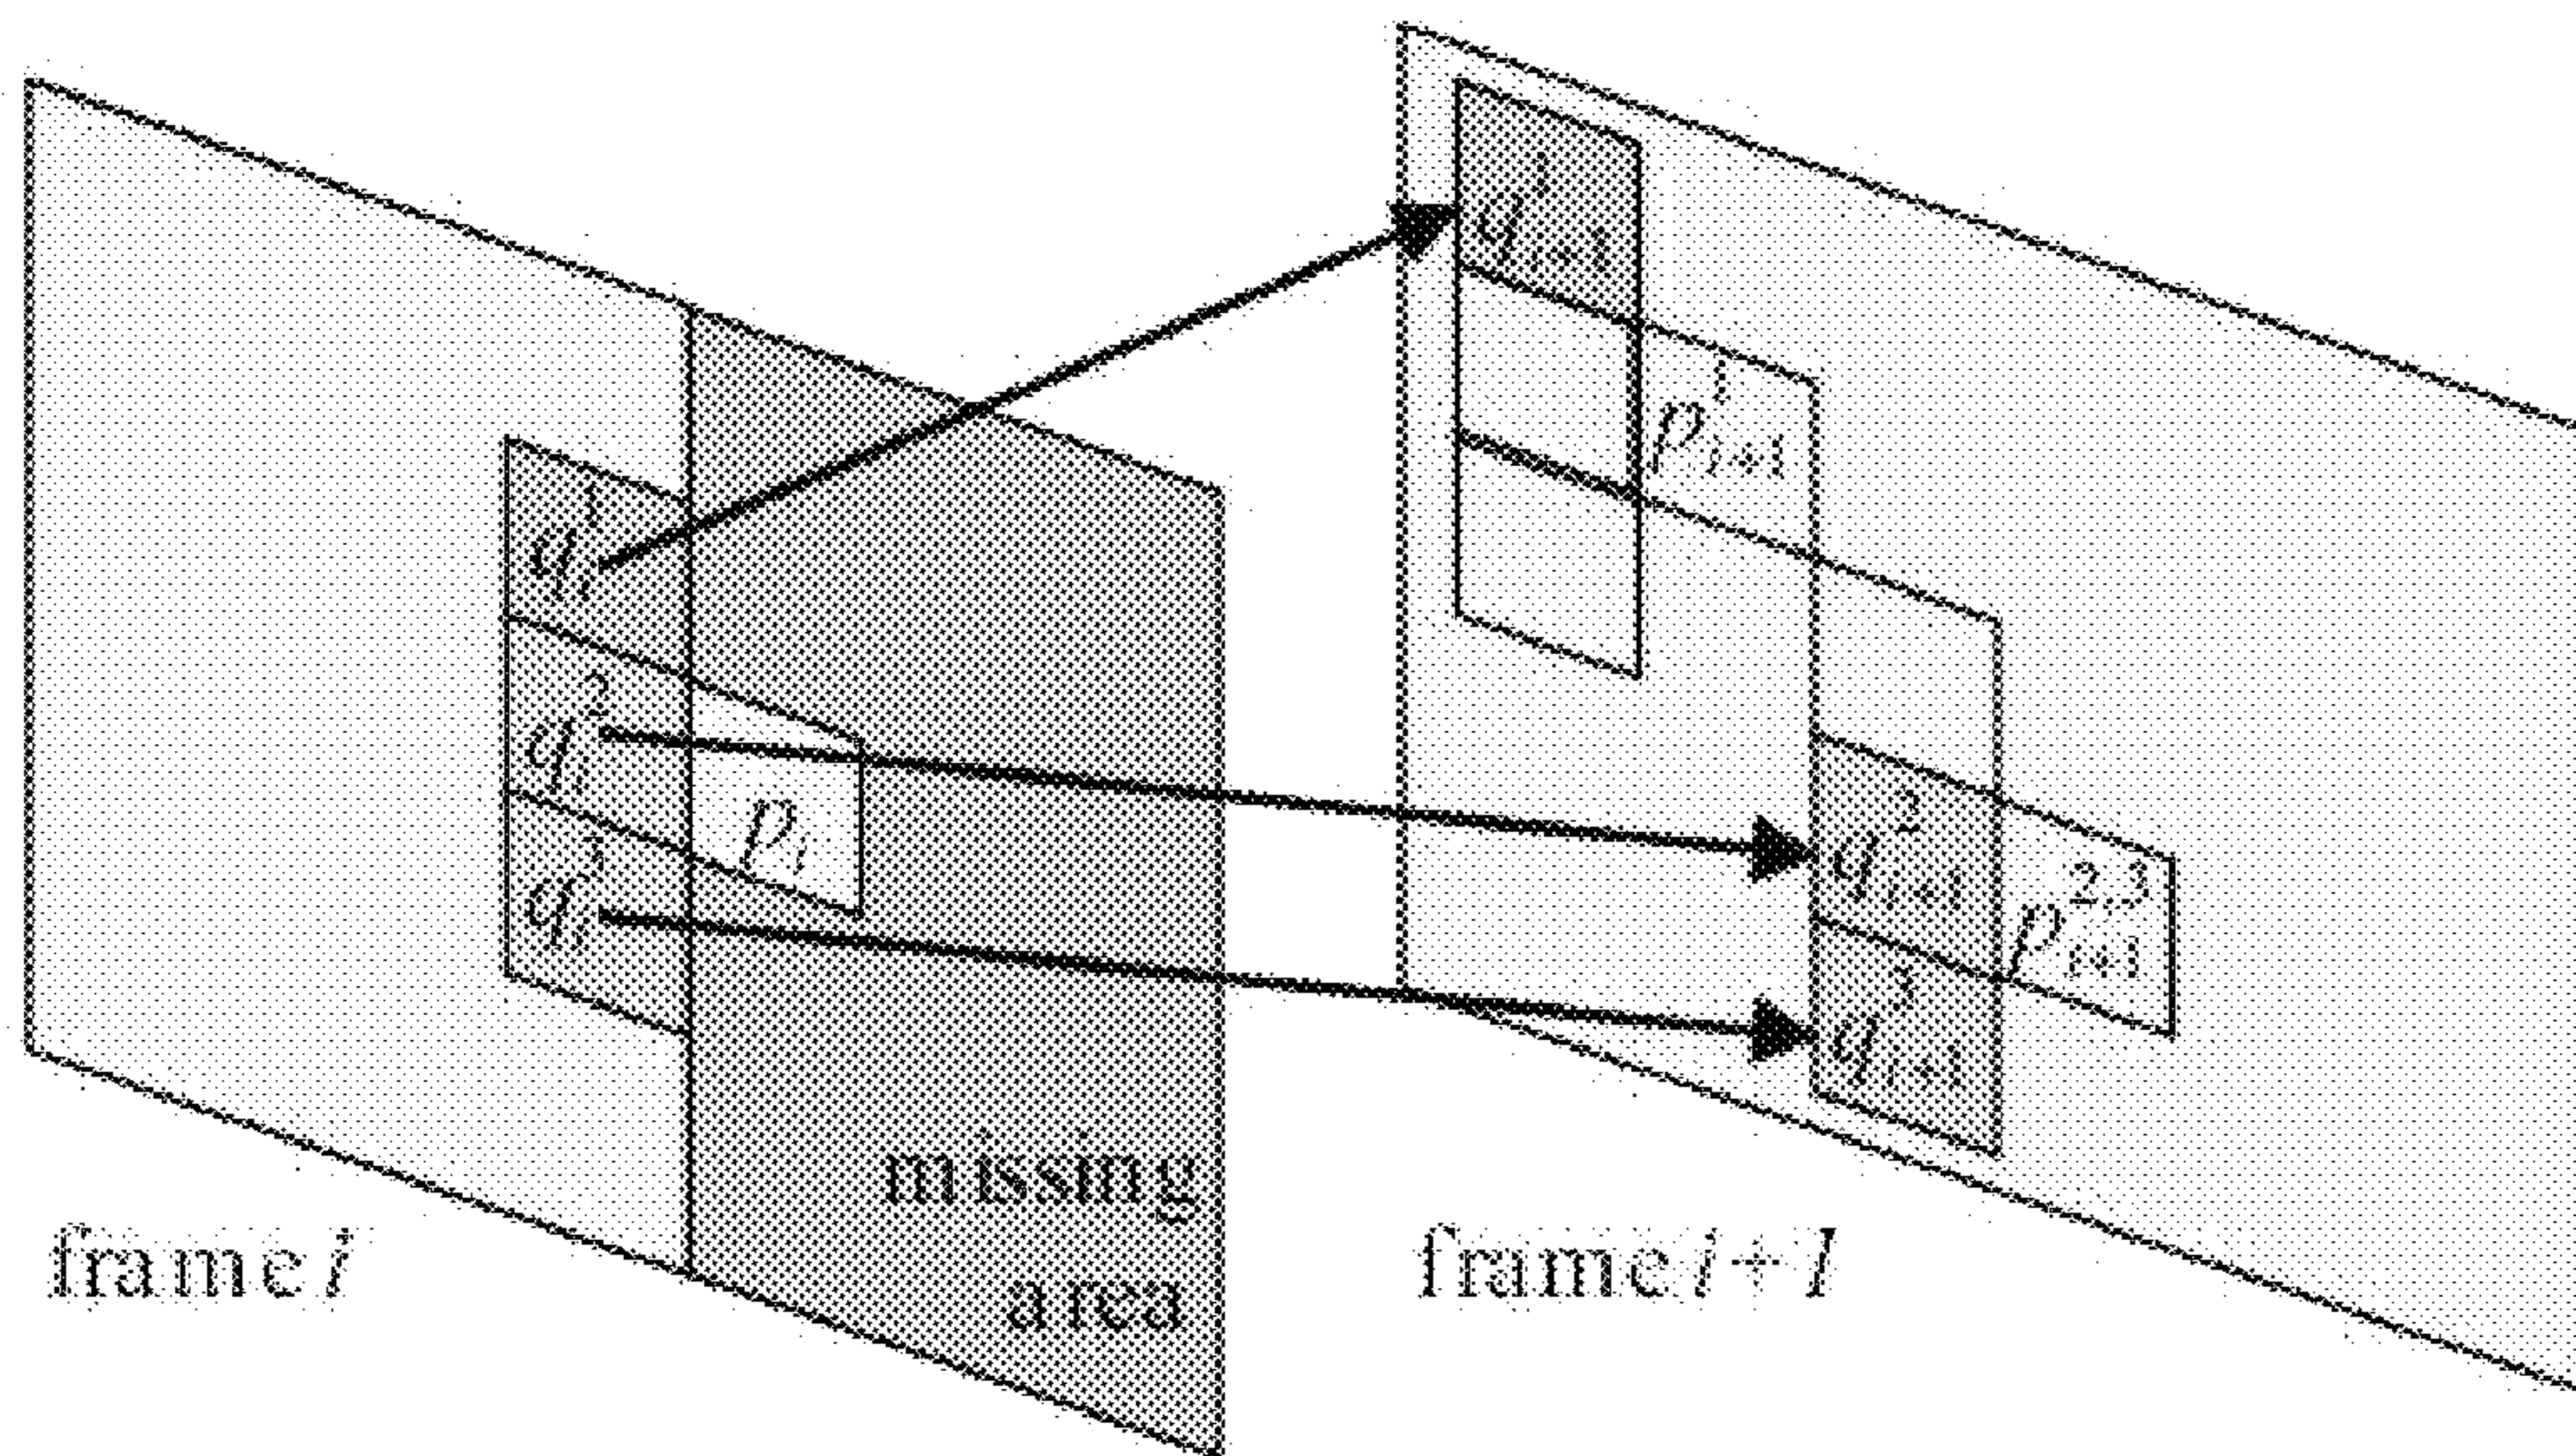 q_i^1
q_i^2
q_i^3
p_i
missing
area
frame i
q_{i+1}^1
p_{i+1}^1
q_{i+1}^2
p_{i+1}^{2,3}
q_{i+1}^3
frame i+1